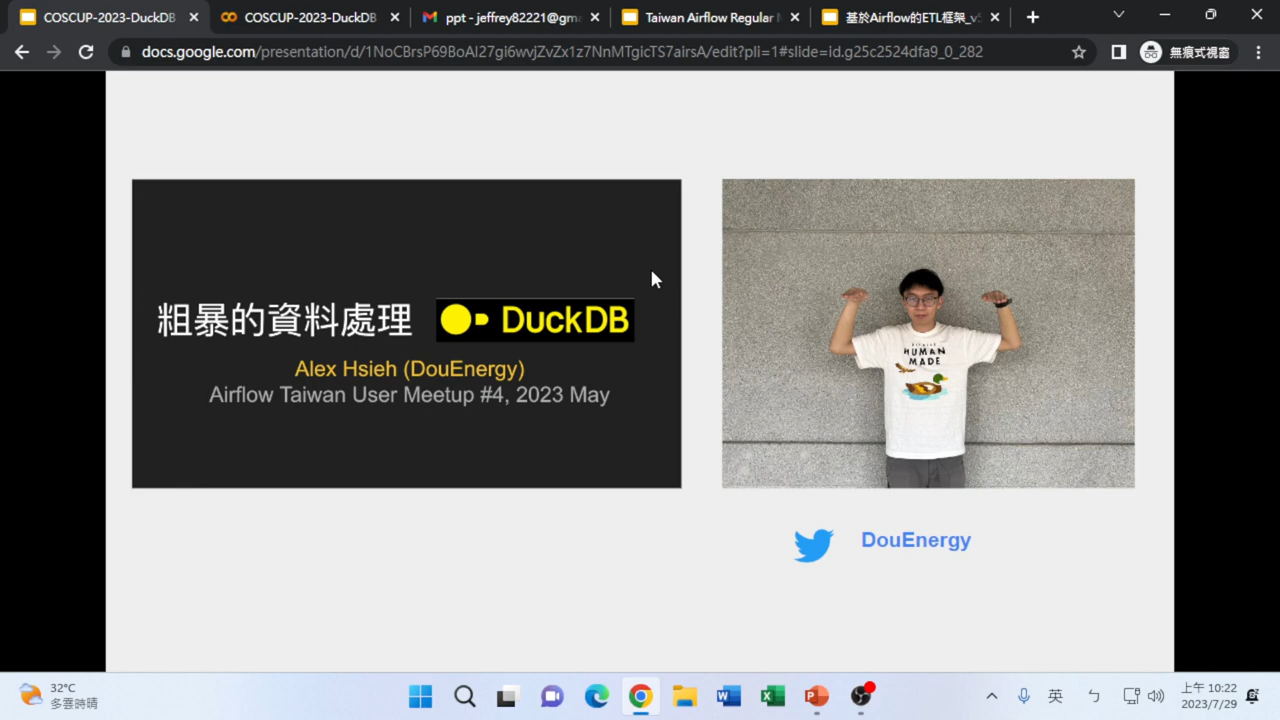 COSCUP-2023-DuckDB
COSCUP-2023-DuckDB
ppt - jeffrey82221@gm
Taiwan Airflow Regular
基於Airflow的ETL框架_v
docs.google.com/presentation/d/1NoCBrsP69BoAI27gi6wvjZvZx1z7NnMTgicTS7airsA/edit?pli=1#slide=id.g25c2524dfa9_0_282
無痕式視窗
粗暴的資料處理
DuckDB
Alex Hsieh (DouEnergy)
Airflow Taiwan User Meetup #4, 2023 May
HUMAN
MADE
DouEnergy
32°C
多雲時晴
英
ㄅ
上午 10:22
2023/7/29